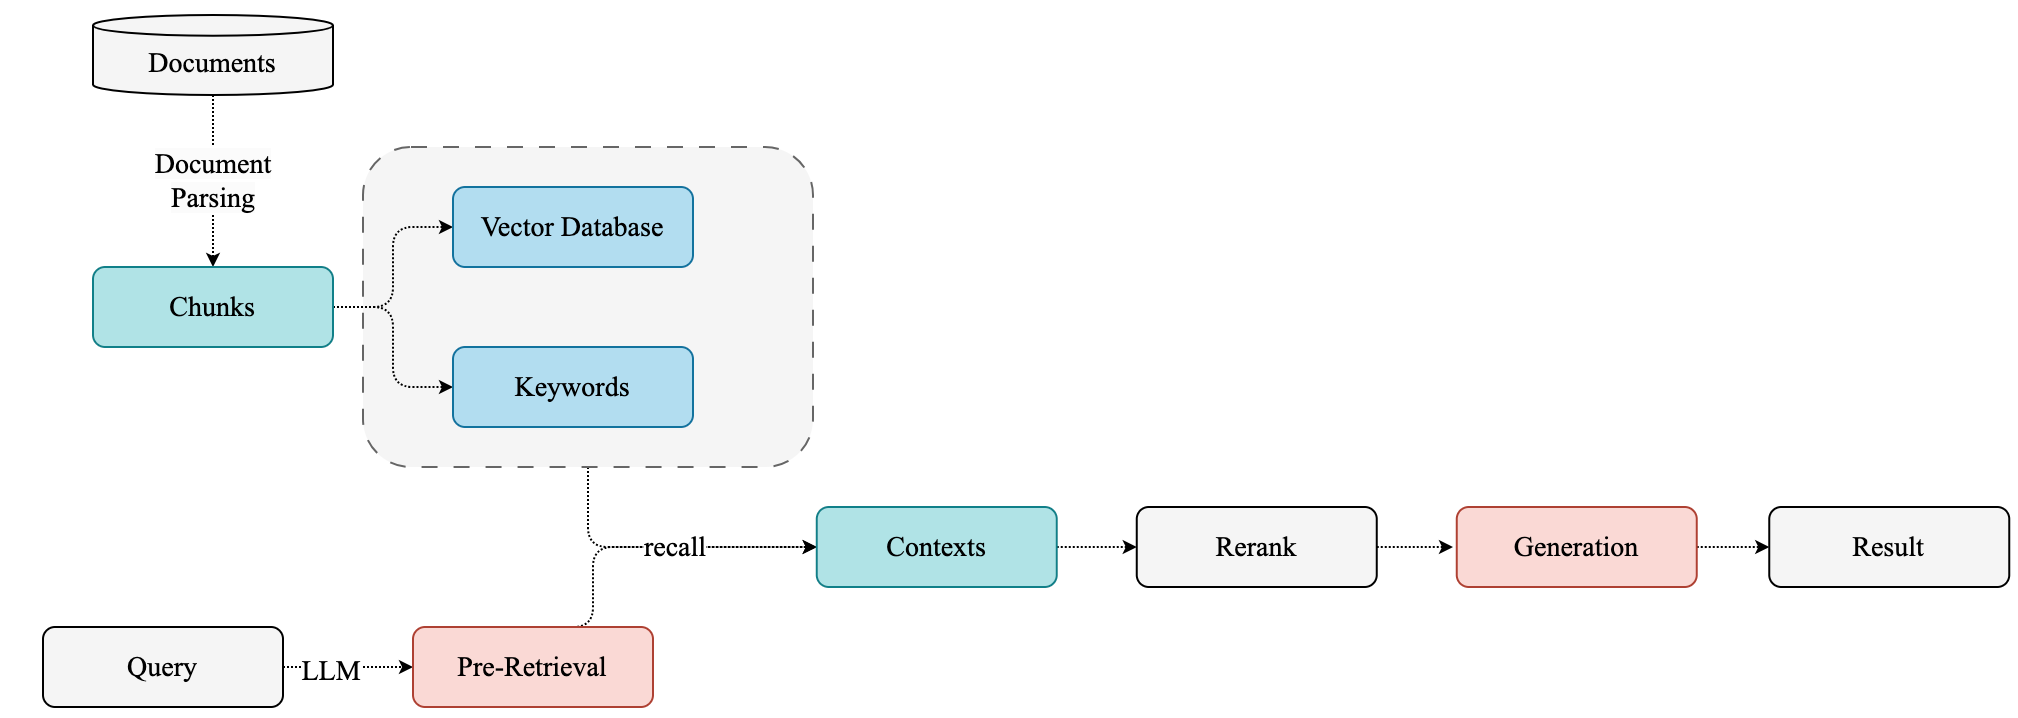 Documents
Document
Parsing
Vector Database
Chunks
Keywords
recall
Contexts
Rerank
Generation
Result
Query
LLM
Pre-Retrieval